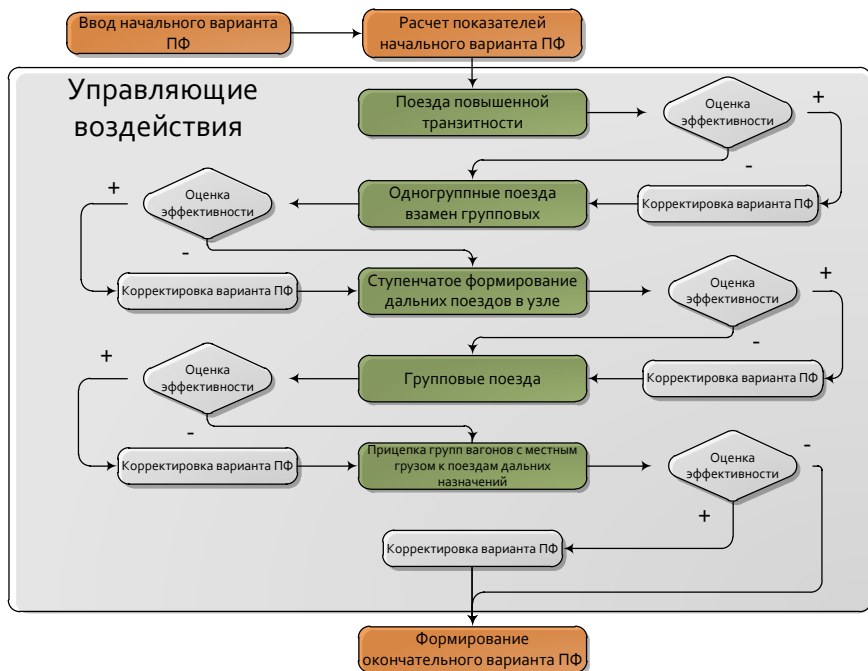 Ввод начального варианта
ПФ
Расчет показателей
начального варианта ПФ
Управляющие
воздействия
Поезда повышенной
транзитности
Оценка
эффективности
+
-
Корректировка варианта ПФ
Одногруппные поезда
взамен групповых
Оценка
эффективности
+
-
Корректировка варианта ПФ
Ступенчатое формирование
дальних поездов в узле
Оценка
эффективности
+
-
Корректировка варианта ПФ
Групповые поезда
Оценка
эффективности
+
-
Корректировка варианта ПФ
Прицепка групп вагонов с местным
грузом к поездам дальних
назначений
Оценка
эффективности
-
+
Корректировка варианта ПФ
Формирование
окончательного варианта ПФ